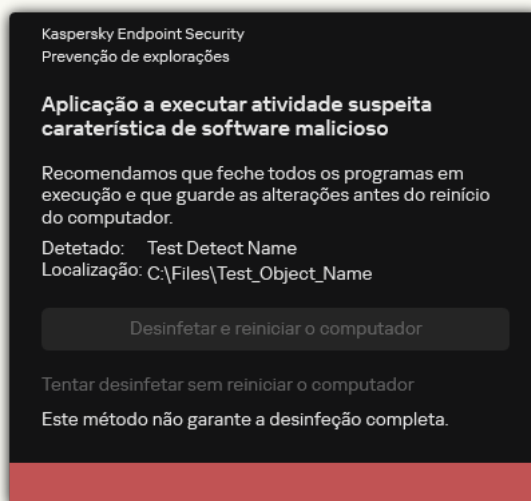 Kaspersky Endpoint Security
Prevenção de explorações
Aplicação a executar atividade suspeita
caraterística de software malicioso
Recomendamos que feche todos os programas em
execução e que guarde as alterações antes do reinício
do computador.
Detetado: Test Detect Name
Localização: C:\Files\Test_Object_Name
Desinfetar e reiniciar o computador
Tentar desinfetar sem reiniciar o computador
Este método não garante a desinfeção completa.